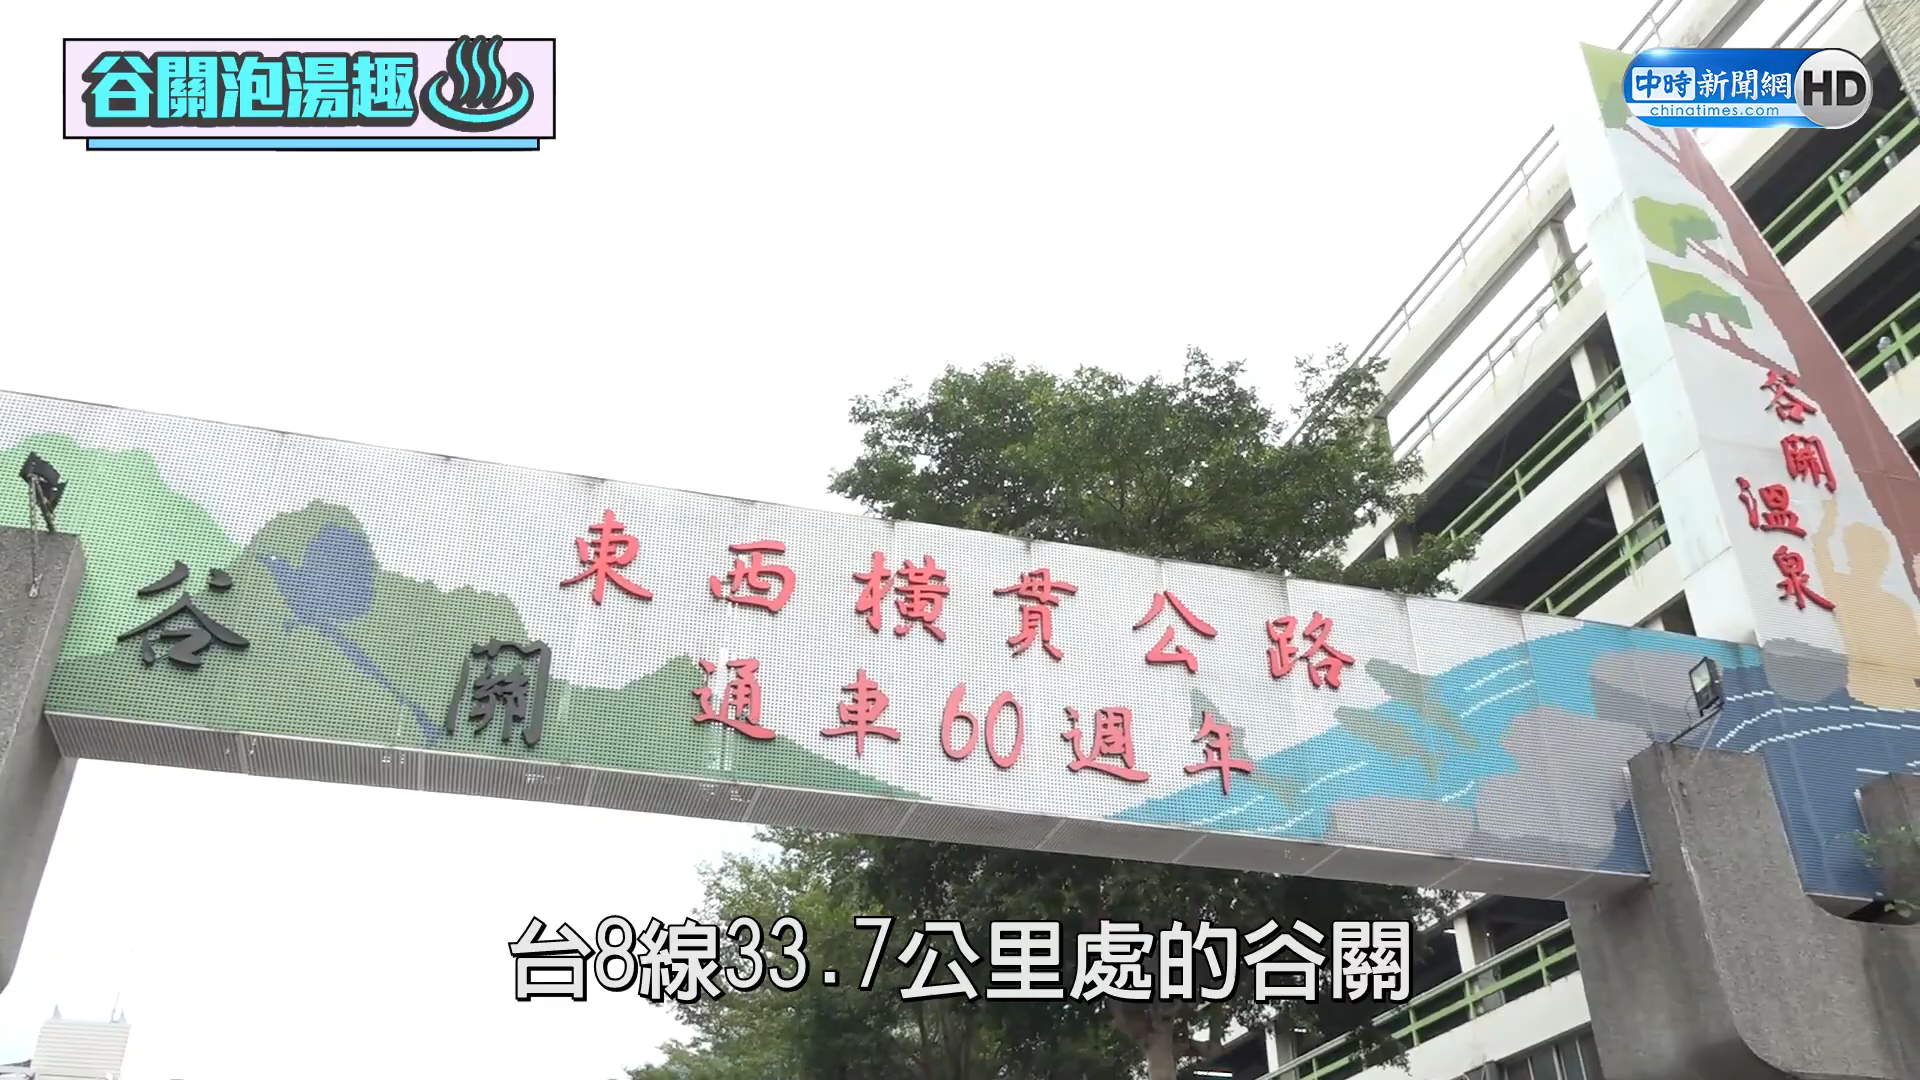 谷關泡湯趣
中時新聞網 HD
chinatimes.com
谷關溫泉
東西橫貫公路
谷關
通車60週年
台8線33.7公里處的谷關